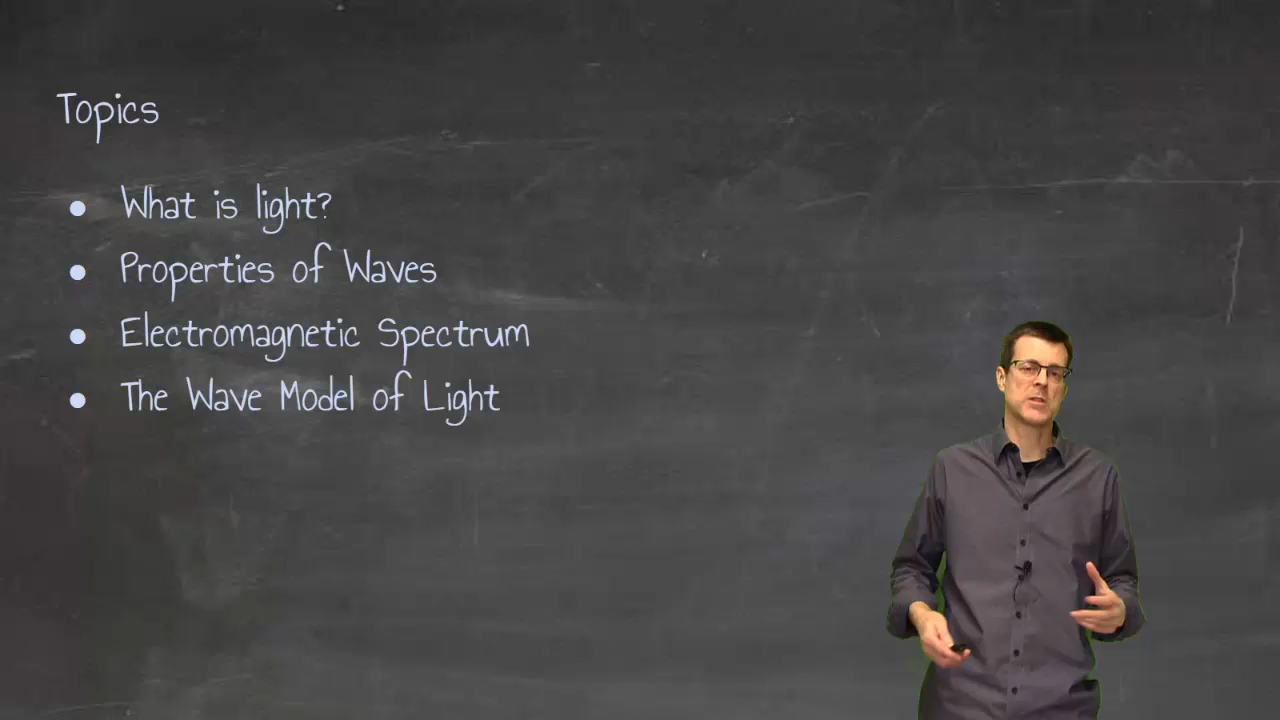 Topics
● What is light?
● Properties of Waves
● Electromagnetic Spectrum
● The Wave Model of Light